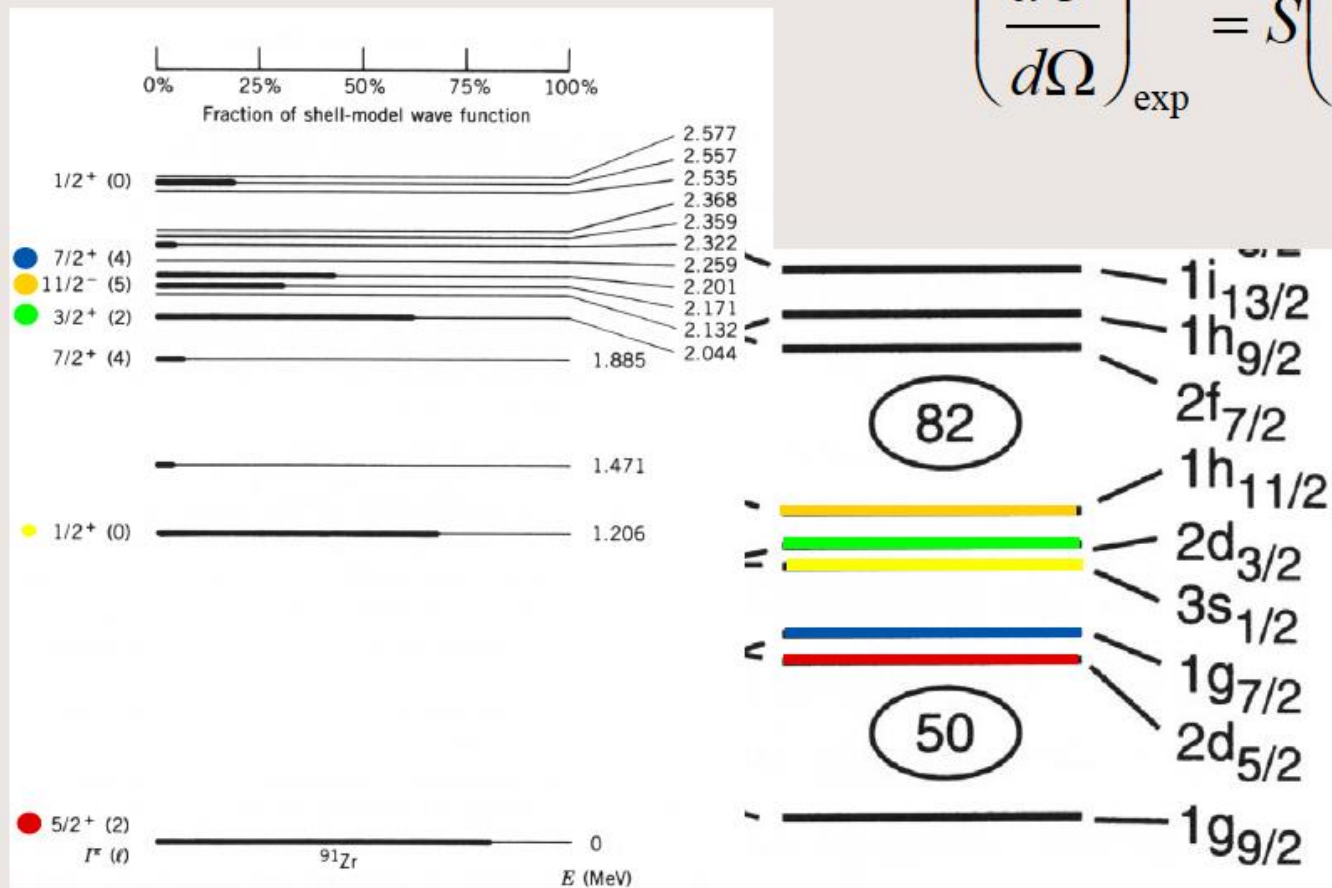 (dσ/dΩ)exp = S(
0% 25% 50% 75% 100%
Fraction of shell-model wave function
2.577
2.557
1/2⁺ (0)
2.535
2.368
2.359
7/2⁺ (4)
2.322
2.259
11/2⁻ (5)
2.201
2.171
3/2⁺ (2)
2.132
2.044
7/2⁺ (4)
1.885
1.471
1/2⁺ (0)
1.206
5/2⁺ (2)
0
Iπ (ℓ)
⁹¹Zr
E (MeV)
1i13/2
1h9/2
2f7/2
82
1h11/2
2d3/2
3s1/2
1g7/2
50
2d5/2
1g9/2